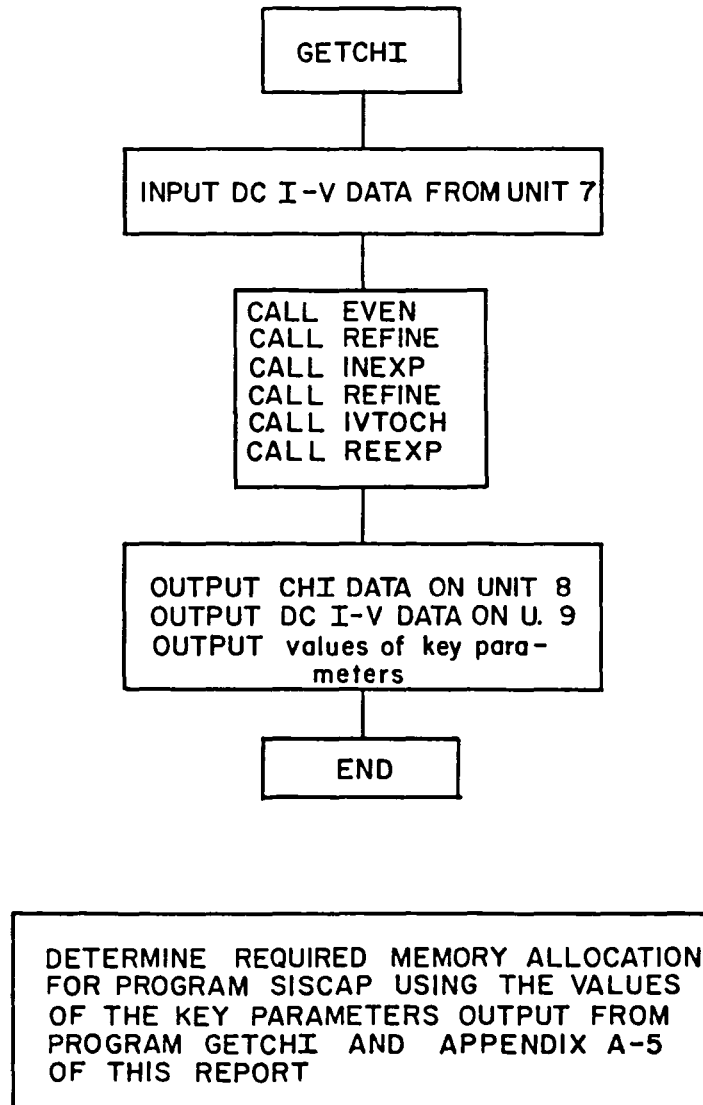 GETCHI
INPUT DC I-V DATA FROM UNIT 7
CALL EVEN
CALL REFINE
CALL INEXP
CALL REFINE
CALL IVTOCH
CALL REEXP
OUTPUT CHI DATA ON UNIT 8
OUTPUT DC I-V DATA ON U. 9
OUTPUT values of key para-
meters
END
DETERMINE REQUIRED MEMORY ALLOCATION
FOR PROGRAM SISCAP USING THE VALUES
OF THE KEY PARAMETERS OUTPUT FROM
PROGRAM GETCHI AND APPENDIX A-5
OF THIS REPORT